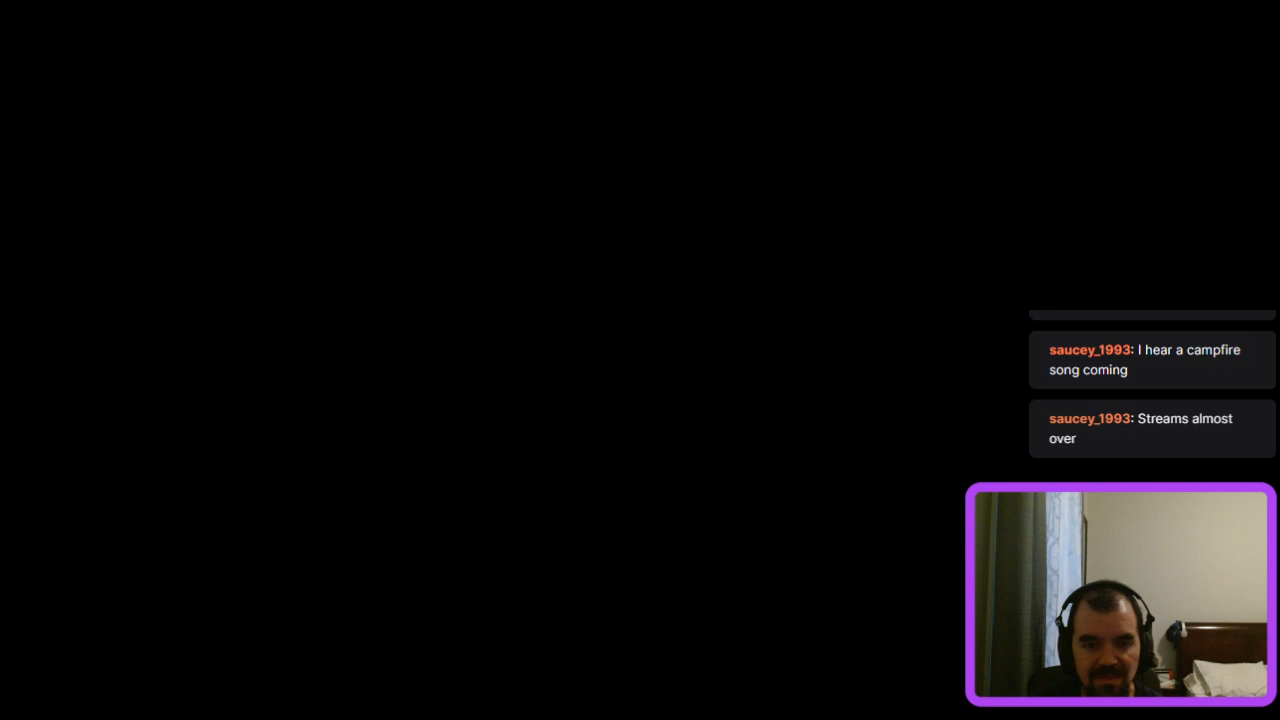 saucey_1993: I hear a campfire
song coming
saucey_1993: Streams almost
over